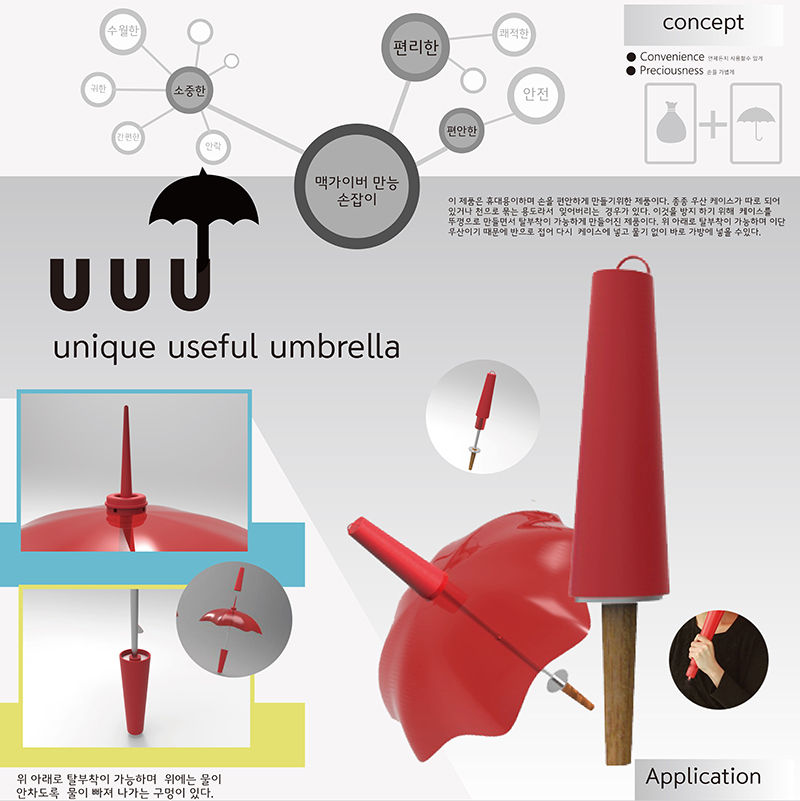 concept
Convenience 언제든지 사용할수 있게
Preciousness 손을 가볍게
수월한
귀한
소중한
간편한
안락
편리한
쾌적한
안전
편안한
맥가이버 만능
손잡이
이 제품은 휴대용이하며 손을 편안하게 만들기위한 제품이다. 종종 우산 케이스가 따로 되어
있거나 천으로 묶는 용도라서 잊어버리는 경우가 있다. 이것을 방지 하기 위해 케이스를
뚜껑으로 만들면서 탈부착이 가능하게 만들어진 제품이다. 위 아래로 탈부착이 가능하며 이단
우산이기 때문에 반으로 접어 다시 케이스에 넣고 물기 없이 바로 가방에 넣을 수있다.
UUU
unique useful umbrella
위 아래로 탈부착이 가능하며 위에는 물이
안차도록 물이 빠져 나가는 구멍이 있다.
Application